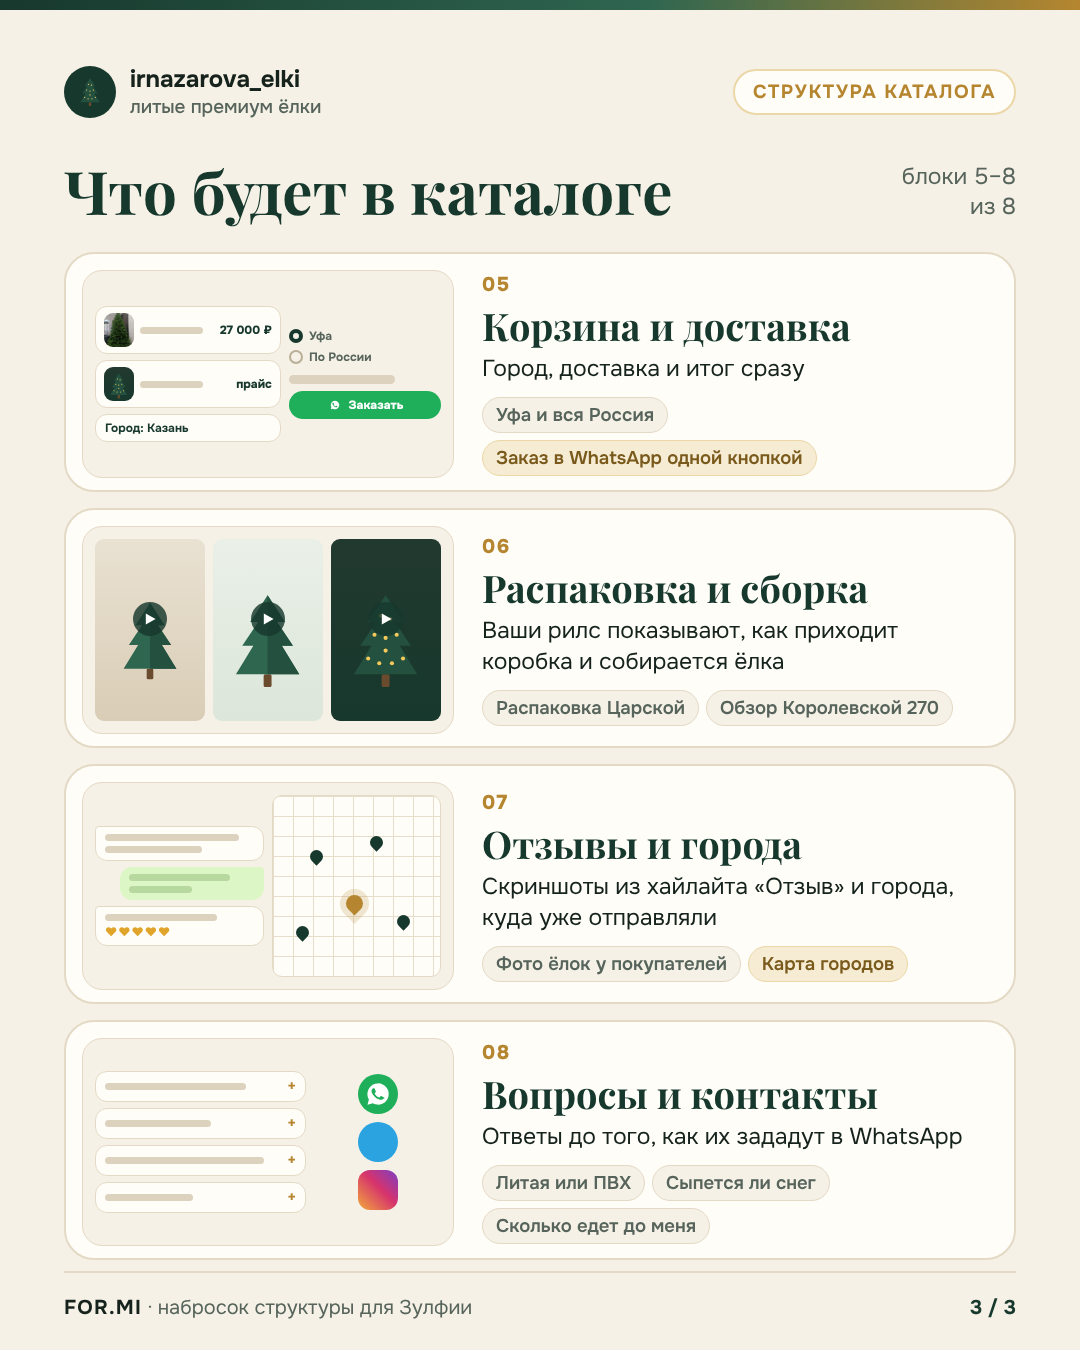 irnazarova_elki
литые премиум ёлки
СТРУКТУРА КАТАЛОГА
Что будет в каталоге
блоки 5–8
из 8
27 000 ₽
прайс
Город: Казань
Уфа
По России
Заказать
05
Корзина и доставка
Город, доставка и итог сразу
Уфа и вся Россия
Заказ в WhatsApp одной кнопкой
06
Распаковка и сборка
Ваши рилс показывают, как приходит
коробка и собирается ёлка
Распаковка Царской
Обзор Королевской 270
07
Отзывы и города
Скриншоты из хайлайта «Отзыв» и города,
куда уже отправляли
Фото ёлок у покупателей
Карта городов
+
+
+
+
08
Вопросы и контакты
Ответы до того, как их зададут в WhatsApp
Литая или ПВХ
Сыпется ли снег
Сколько едет до меня
FOR.MI · набросок структуры для Зулфии
3 / 3